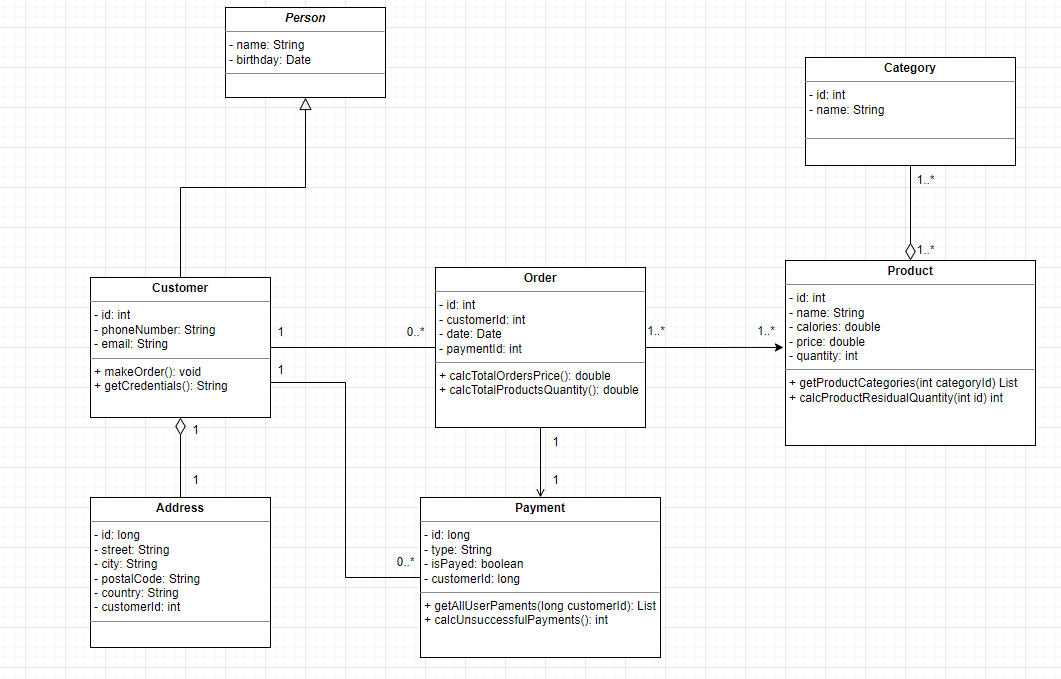 Person
- name: String
- birthday: Date
Category
- id: int
- name: String
1..*
1..*
Customer
- id: int
- phoneNumber: String
- email: String
+ makeOrder(): void
+ getCredentials(): String
1
0..*
1
Order
- id: int
- customerId: int
- date: Date
- paymentId: int
+ calcTotalOrdersPrice(): double
+ calcTotalProductsQuantity(): double
1..*
1..*
Product
- id: int
- name: String
- calories: double
- price: double
- quantity: int
+ getProductCategories(int categoryId) List
+ calcProductResidualQuantity(int id) int
1
1
1
1
Address
- id: long
- street: String
- city: String
- postalCode: String
- country: String
- customerId: int
0..*
Payment
- id: long
- type: String
- isPayed: boolean
- customerId: long
+ getAllUserPaments(long customerId): List
+ calcUnsuccessfulPayments(): int